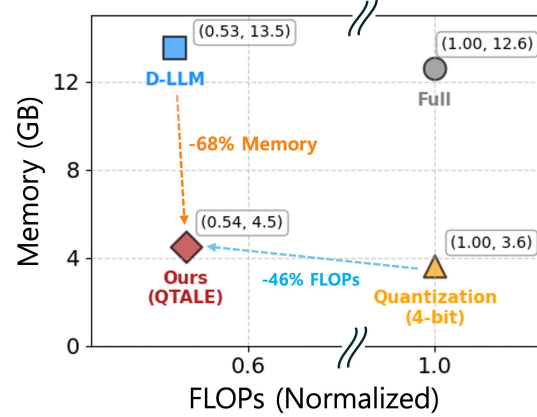 (0.53, 13.5)
(1.00, 12.6)
D-LLM
Full
12
-68% Memory
8
Memory (GB)
(0.54, 4.5)
(1.00, 3.6)
4
Ours
(QTALE)
-46% FLOPs
Quantization
(4-bit)
0
0.6
1.0
FLOPs (Normalized)